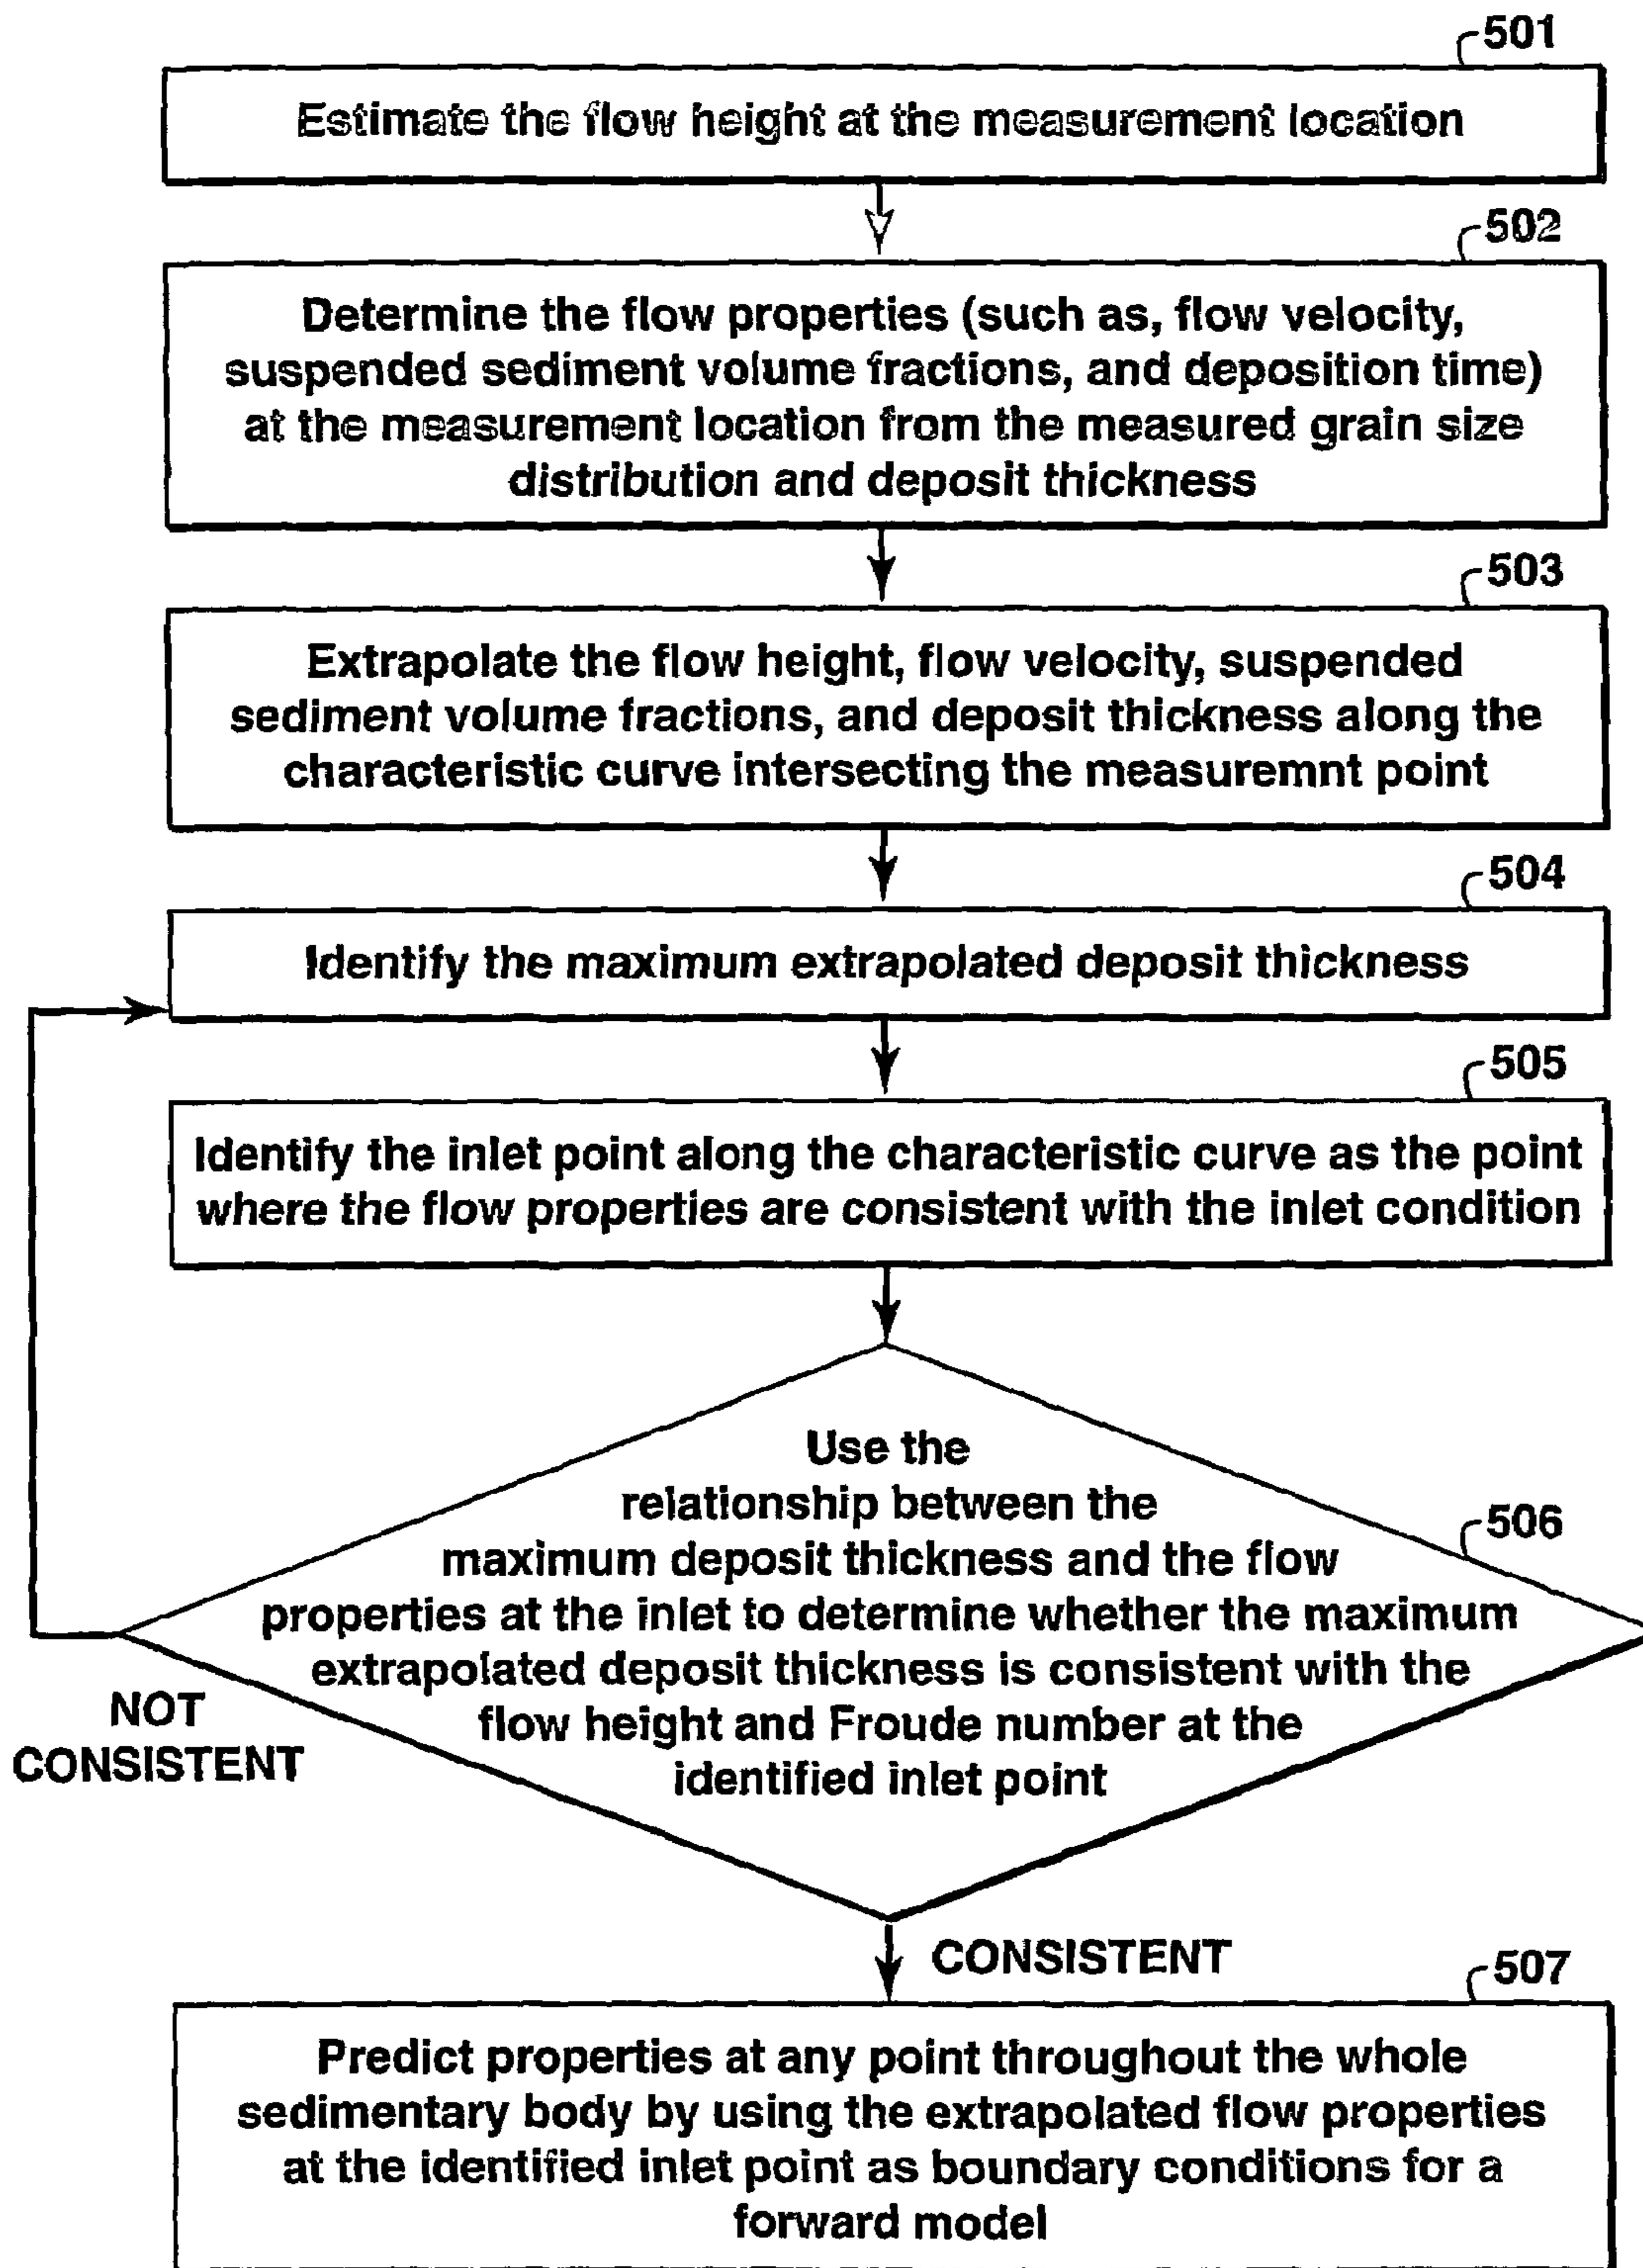 501
Estimate the flow height at the measurement location
502
Determine the flow properties (such as, flow velocity,
suspended sediment volume fractions, and deposition time)
at the measurement location from the measured grain size
distribution and deposit thickness
503
Extrapolate the flow height, flow velocity, suspended
sediment volume fractions, and deposit thickness along the
characteristic curve intersecting the measuremnt point
504
Identify the maximum extrapolated deposit thickness
505
Identify the inlet point along the characteristic curve as the point
where the flow properties are consistent with the inlet condition
Use the
relationship between the
506
maximum deposit thickness and the flow
properties at the inlet to determine whether the maximum
extrapolated deposit thickness is consistent with the
flow height and Froude number at the
identified inlet point
NOT
CONSISTENT
CONSISTENT
507
Predict properties at any point throughout the whole
sedimentary body by using the extrapolated flow properties
at the identified inlet point as boundary conditions for a
forward model